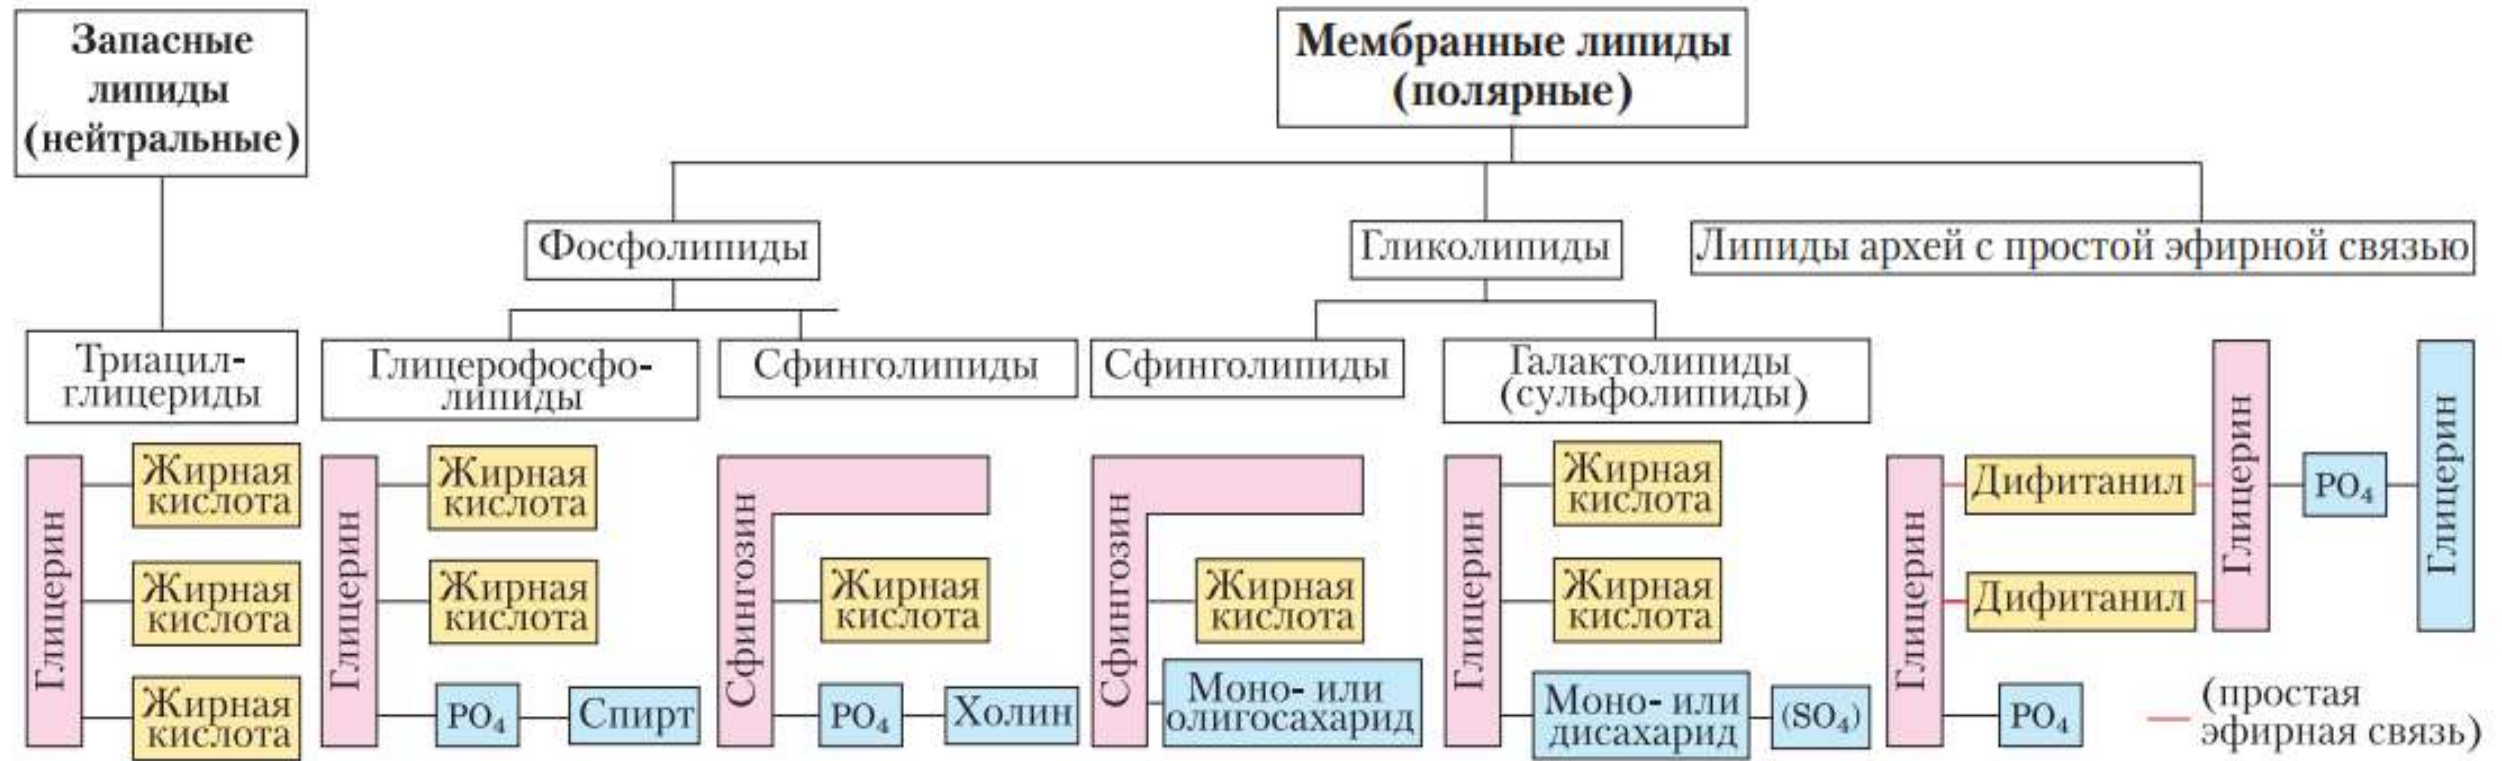 Запасные
липиды
(нейтральные)
Мембранные липиды
(полярные)
Фосфолипиды
Гликолипиды
Липиды архей с простой эфирной связью
Триацил-
глицериды
Глицерофосфо-
липиды
Сфинголипиды
Сфинголипиды
Галактолипиды
(сульфолипиды)
Глицерин
Жирная
кислота
Жирная
кислота
Жирная
кислота
Глицерин
Жирная
кислота
Жирная
кислота
PO₄
Спирт
Сфингозин
Жирная
кислота
PO₄
Холин
Сфингозин
Жирная
кислота
Моно- или
олигосахарид
Глицерин
Жирная
кислота
Жирная
кислота
Моно- или
дисахарид
(SO₄)
Глицерин
Дифитанил
Дифитанил
PO₄
Глицерин
PO₄
Глицерин
(простая
эфирная связь)